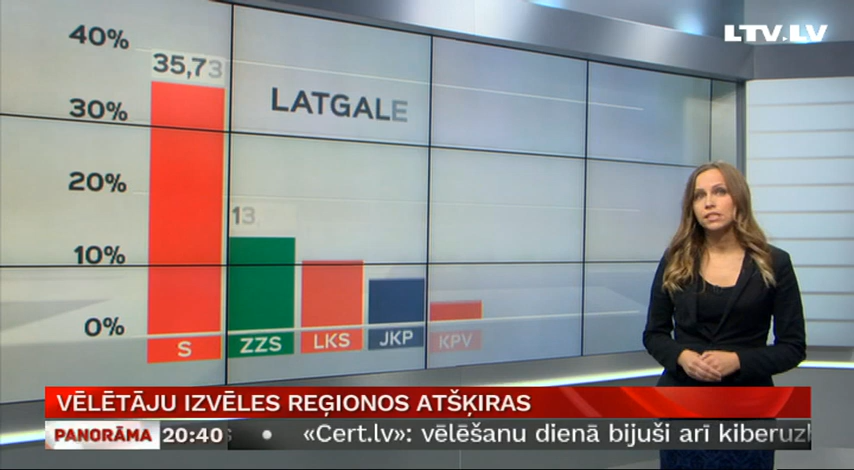 LTV.LV
40%
35,73
LATGALE
30%
20%
13,
10%
0%
S
ZZS
LKS
JKP
KPV
VĒLĒTĀJU IZVĒLES REĢIONOS ATŠĶIRAS
PANORĀMA 20:40 s • «Cert.lv»: vēlēšanu dienā bijuši arī kiberuz